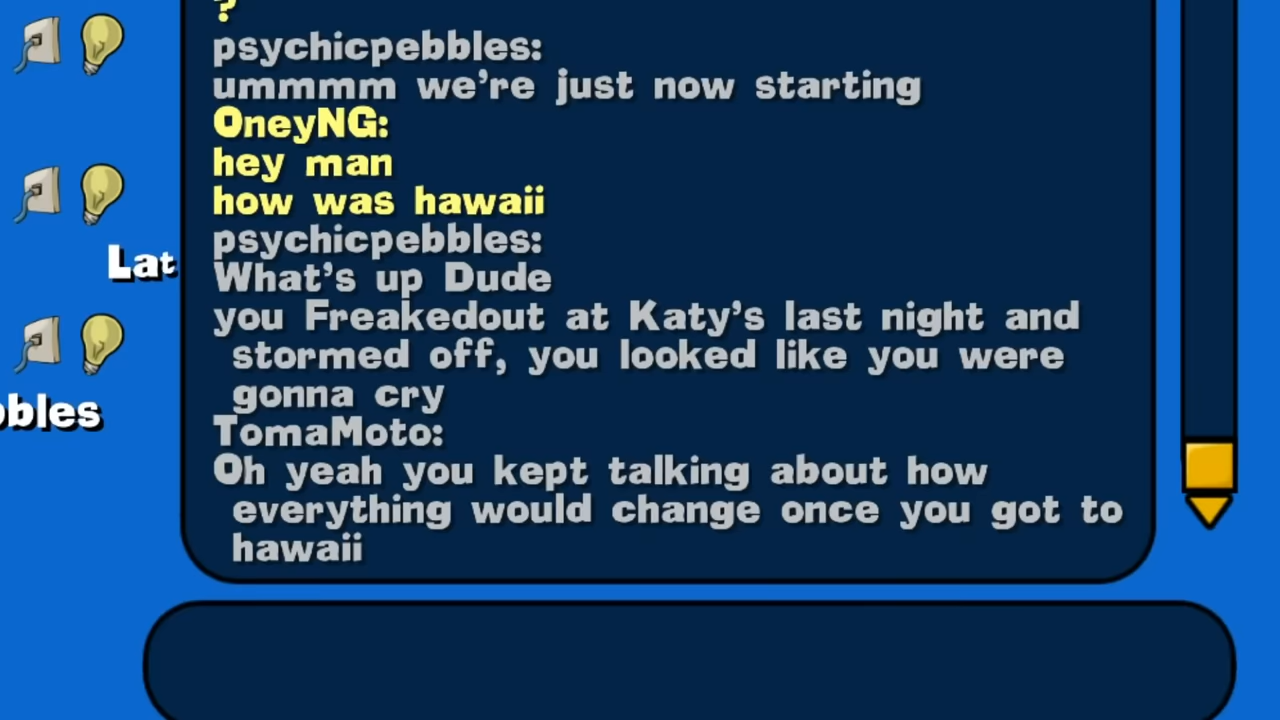 ?
psychicpebbles:
ummmm we're just now starting
OneyNG:
hey man
how was hawaii
psychicpebbles:
What's up Dude
you Freakedout at Katy's last night and
stormed off, you looked like you were
gonna cry
TomaMoto:
Oh yeah you kept talking about how
everything would change once you got to
hawaii
Lat
bbles